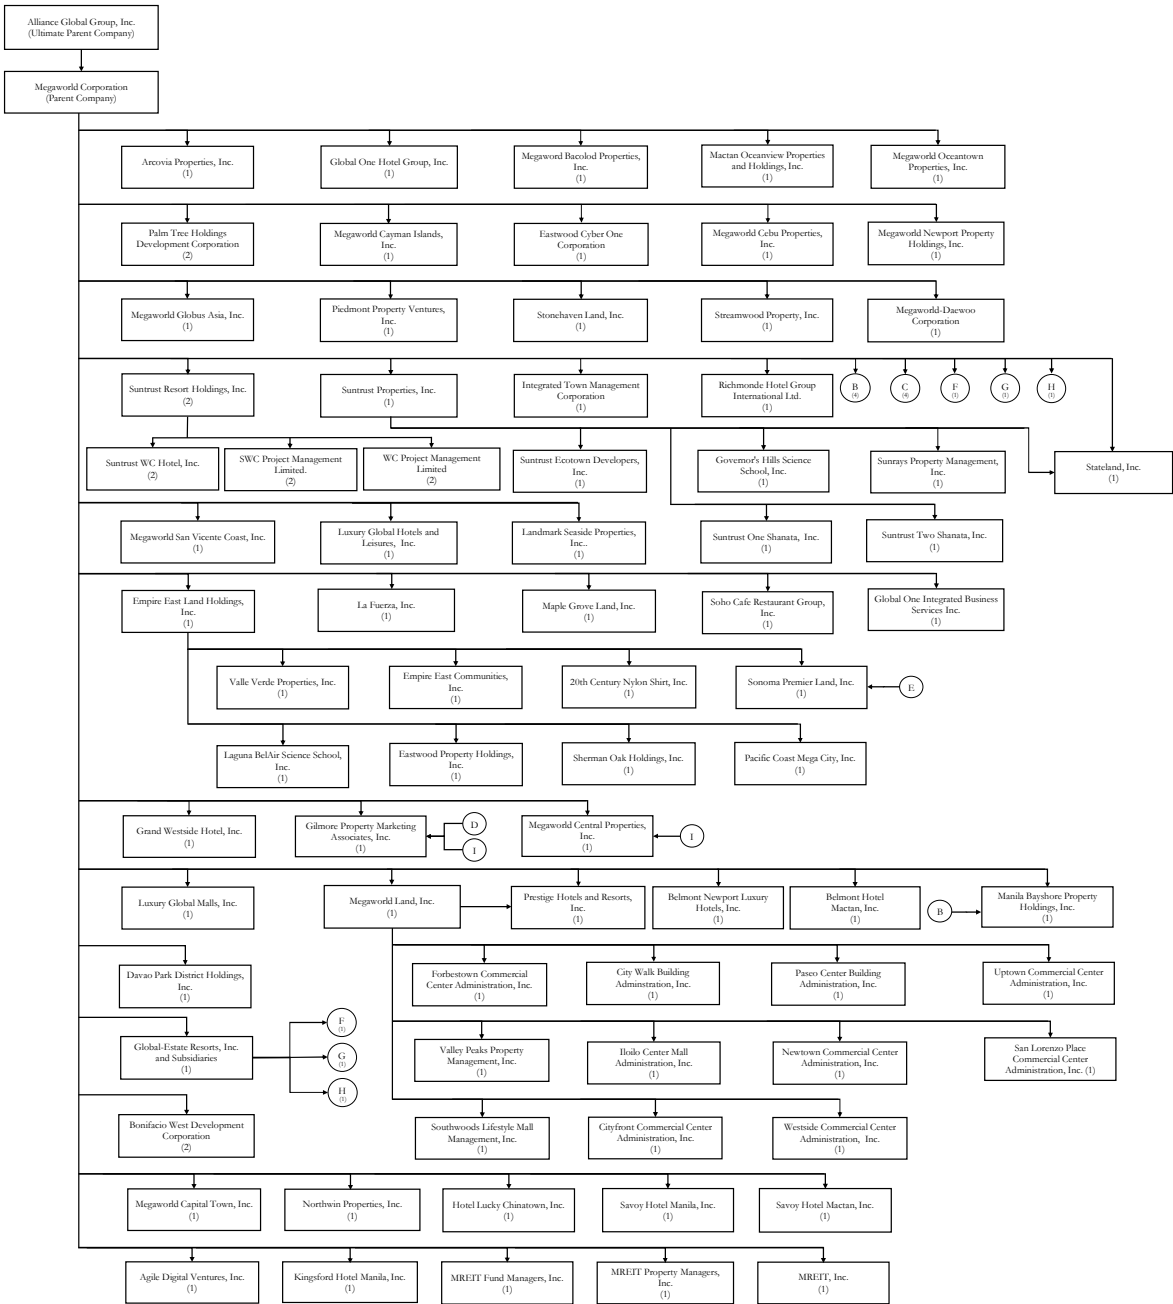 Alliance Global Group, Inc.
(Ultimate Parent Company)
Megaworld Corporation
(Parent Company)
Arcovia Properties, Inc.
(1)
Global One Hotel Group, Inc.
(1)
Megaword Bacolod Properties,
Inc.
(1)
Mactan Oceanview Properties
and Holdings, Inc.
(1)
Megaworld Oceantown
Properties, Inc.
(1)
Palm Tree Holdings
Development Corporation
(2)
Megaworld Cayman Islands,
Inc.
(1)
Eastwood Cyber One
Corporation
(1)
Megaworld Cebu Properties,
Inc.
(1)
Megaworld Newport Property
Holdings, Inc.
(1)
Megaworld Globus Asia, Inc.
(1)
Piedmont Property Ventures,
Inc.
(1)
Stonehaven Land, Inc.
(1)
Streamwood Property, Inc.
(1)
Megaworld-Daewoo
Corporation
(1)
Suntrust Resort Holdings, Inc.
(2)
Suntrust Properties, Inc.
(1)
Integrated Town Management
Corporation
(1)
Richmonde Hotel Group
International Ltd.
(1)
B
(4)
C
(4)
F
(1)
G
(1)
H
(1)
Suntrust WC Hotel, Inc.
(2)
SWC Project Management
Limited.
(2)
WC Project Management
Limited
(2)
Suntrust Ecotown Developers,
Inc.
(1)
Governor's Hills Science
School, Inc.
(1)
Sunrays Property Management,
Inc.
(1)
Stateland, Inc.
(1)
Megaworld San Vicente Coast, Inc.
(1)
Luxury Global Hotels and
Leisures, Inc.
(1)
Landmark Seaside Properties,
Inc..
(1)
Suntrust One Shanata, Inc.
(1)
Suntrust Two Shanata, Inc.
(1)
Empire East Land Holdings,
Inc.
(1)
La Fuerza, Inc.
(1)
Maple Grove Land, Inc.
(1)
Soho Cafe Restaurant Group,
Inc.
(1)
Global One Integrated Business
Services Inc.
(1)
Valle Verde Properties, Inc.
(1)
Empire East Communities,
Inc.
(1)
20th Century Nylon Shirt, Inc.
(1)
Sonoma Premier Land, Inc.
(1)
E
Laguna BelAir Science School,
Inc.
(1)
Eastwood Property Holdings,
Inc.
(1)
Sherman Oak Holdings, Inc.
(1)
Pacific Coast Mega City, Inc.
(1)
Grand Westside Hotel, Inc.
(1)
Gilmore Property Marketing
Associates, Inc.
(1)
D
I
Megaworld Central Properties,
Inc.
(1)
I
Luxury Global Malls, Inc.
(1)
Megaworld Land, Inc.
(1)
Prestige Hotels and Resorts,
Inc.
(1)
Belmont Newport Luxury
Hotels, Inc.
(1)
Belmont Hotel
Mactan, Inc.
(1)
B
Manila Bayshore Property
Holdings, Inc.
(1)
Davao Park District Holdings,
Inc.
(1)
Forbestown Commercial
Center Administration, Inc.
(1)
City Walk Building
Adminstration, Inc.
(1)
Paseo Center Building
Administration, Inc.
(1)
Uptown Commercial Center
Administration, Inc.
(1)
Global-Estate Resorts, Inc.
and Subsidiaries
(1)
F
(1)
G
(1)
H
(1)
Valley Peaks Property
Management, Inc.
(1)
Iloilo Center Mall
Administration, Inc.
(1)
Newtown Commercial Center
Administration, Inc.
(1)
San Lorenzo Place
Commercial Center
Administration, Inc. (1)
Bonifacio West Development
Corporation
(2)
Southwoods Lifestyle Mall
Management, Inc.
(1)
Cityfront Commercial Center
Administration, Inc.
(1)
Westside Commercial Center
Administration, Inc.
(1)
Megaworld Capital Town, Inc.
(1)
Northwin Properties, Inc.
(1)
Hotel Lucky Chinatown, Inc.
(1)
Savoy Hotel Manila, Inc.
(1)
Savoy Hotel Mactan, Inc.
(1)
Agile Digital Ventures, Inc.
(1)
Kingsford Hotel Manila, Inc.
(1)
MREIT Fund Managers, Inc.
(1)
MREIT Property Managers,
Inc.
(1)
MREIT, Inc.
(1)